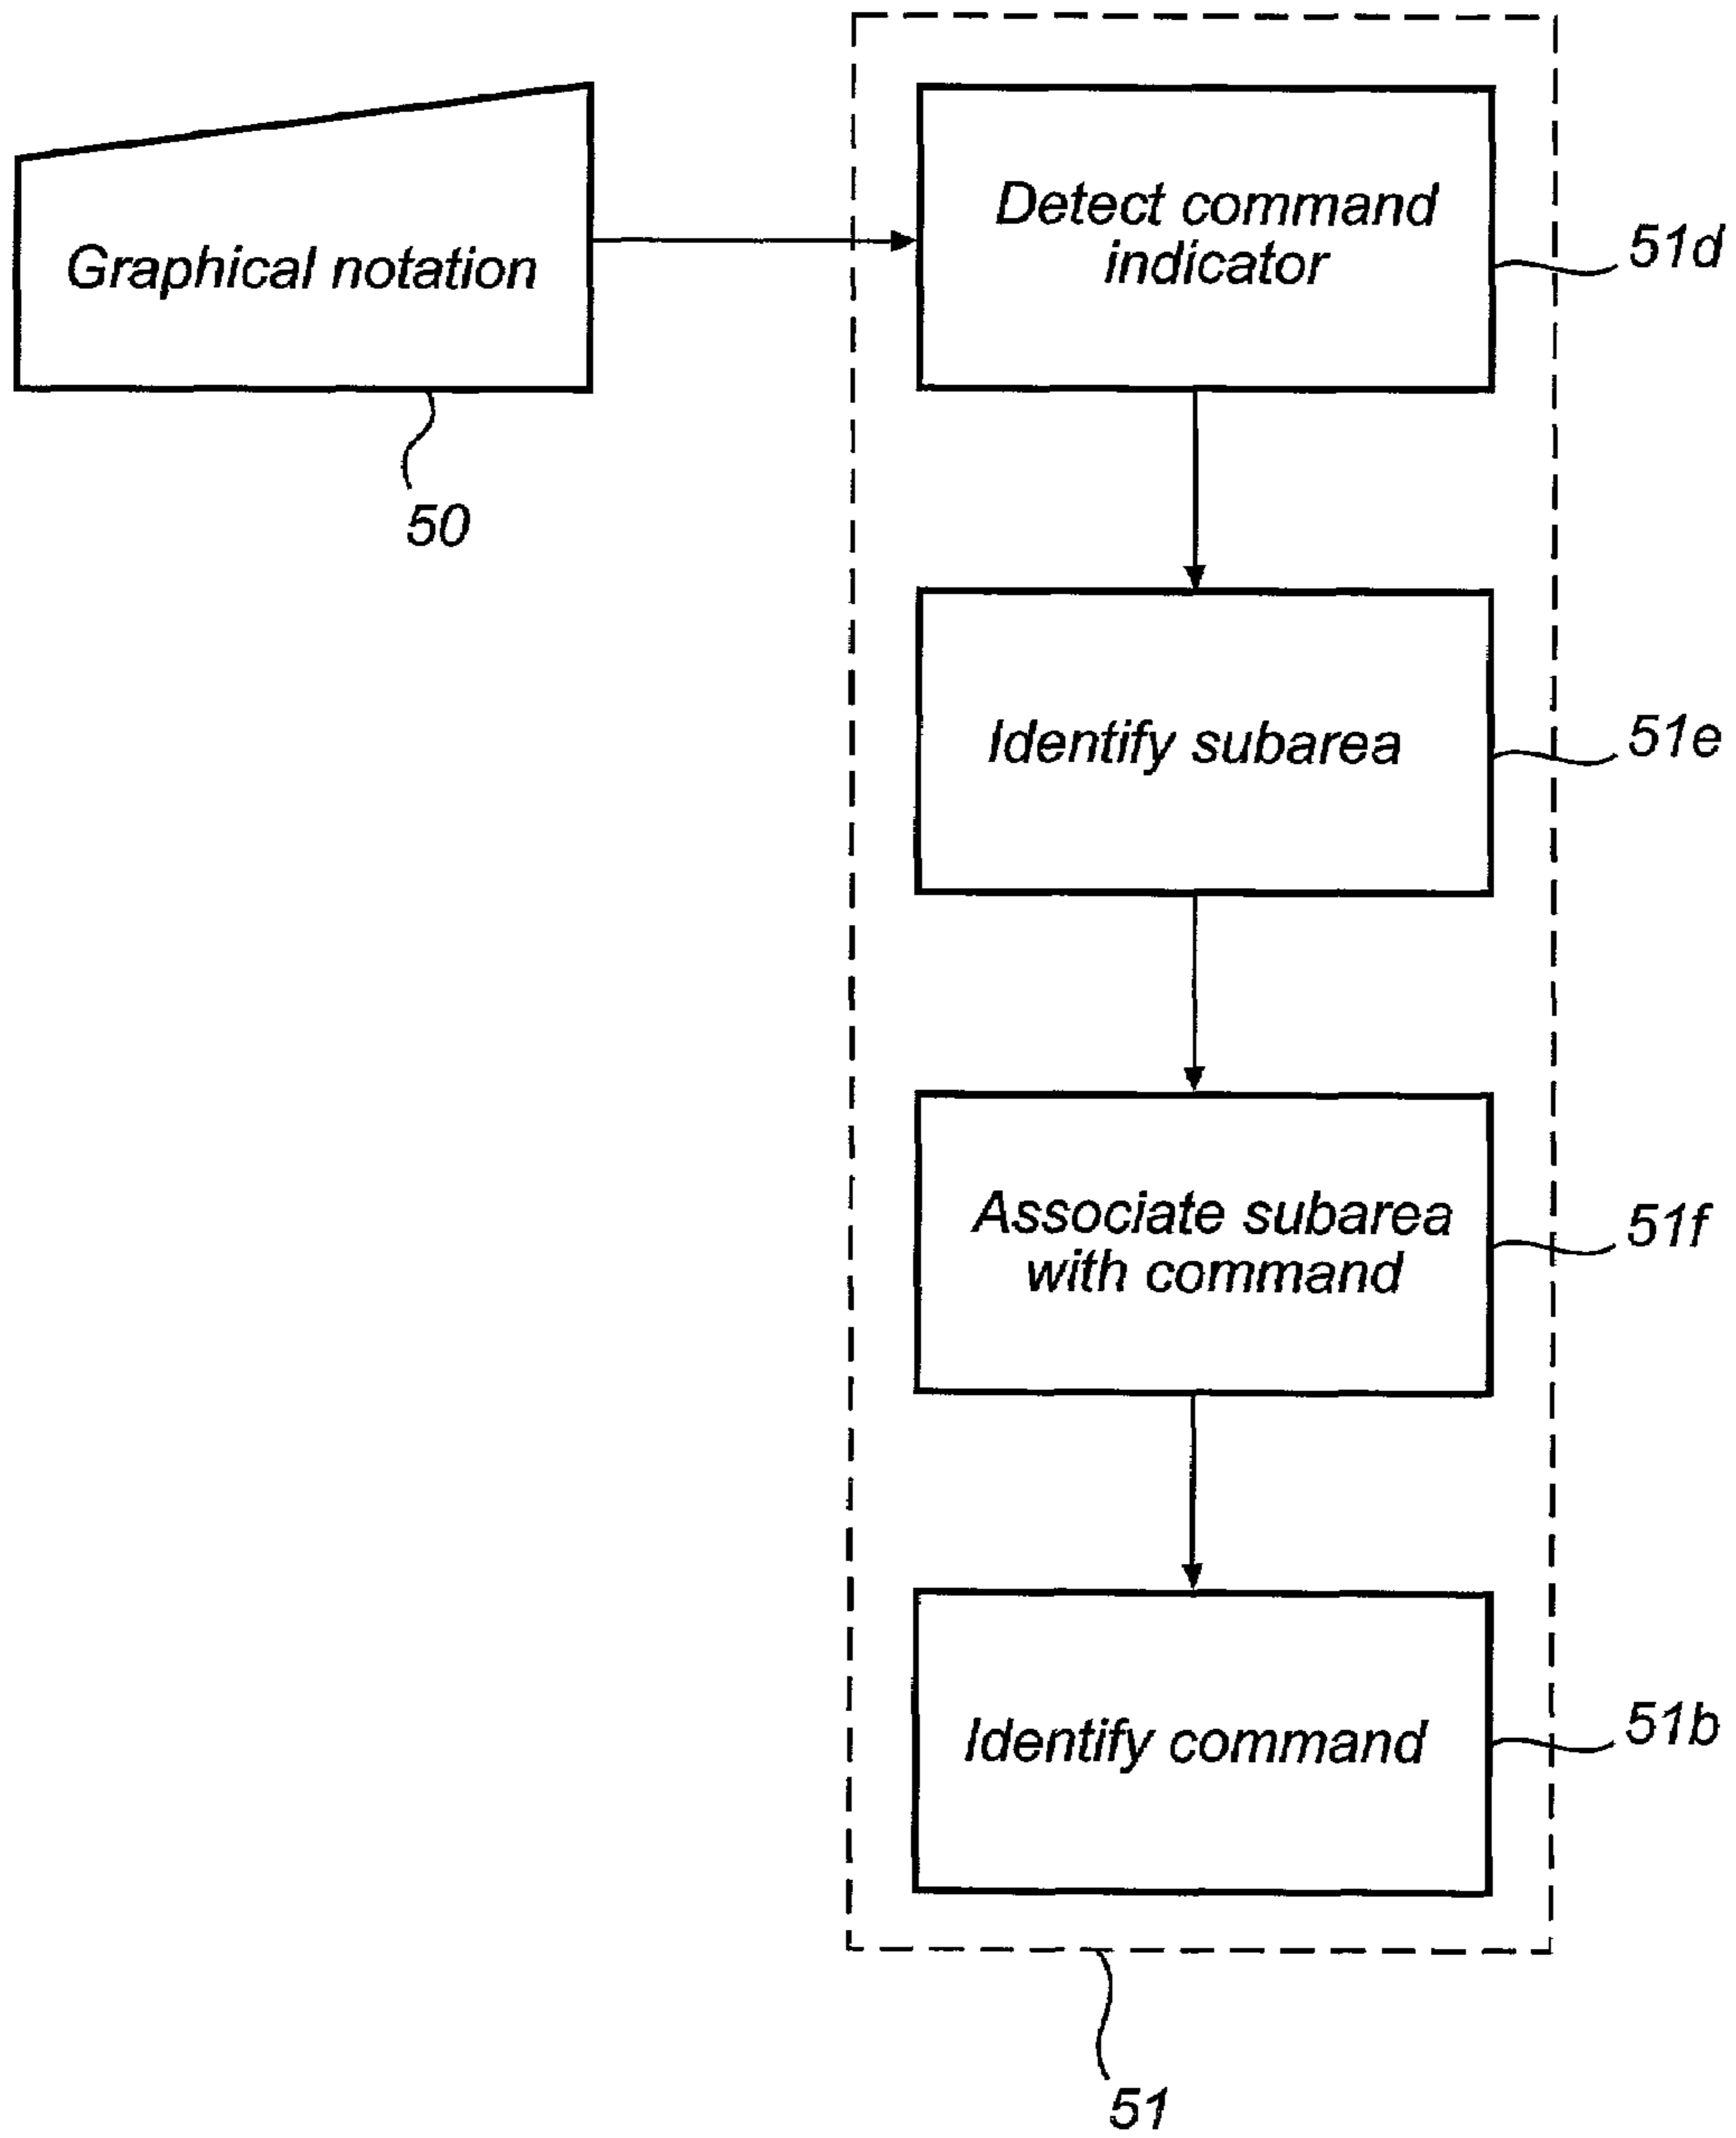 Graphical notation
50
Detect command
indicator
51d
Identify subarea
51e
Associate subarea
with command
51f
Identify command
51b
51